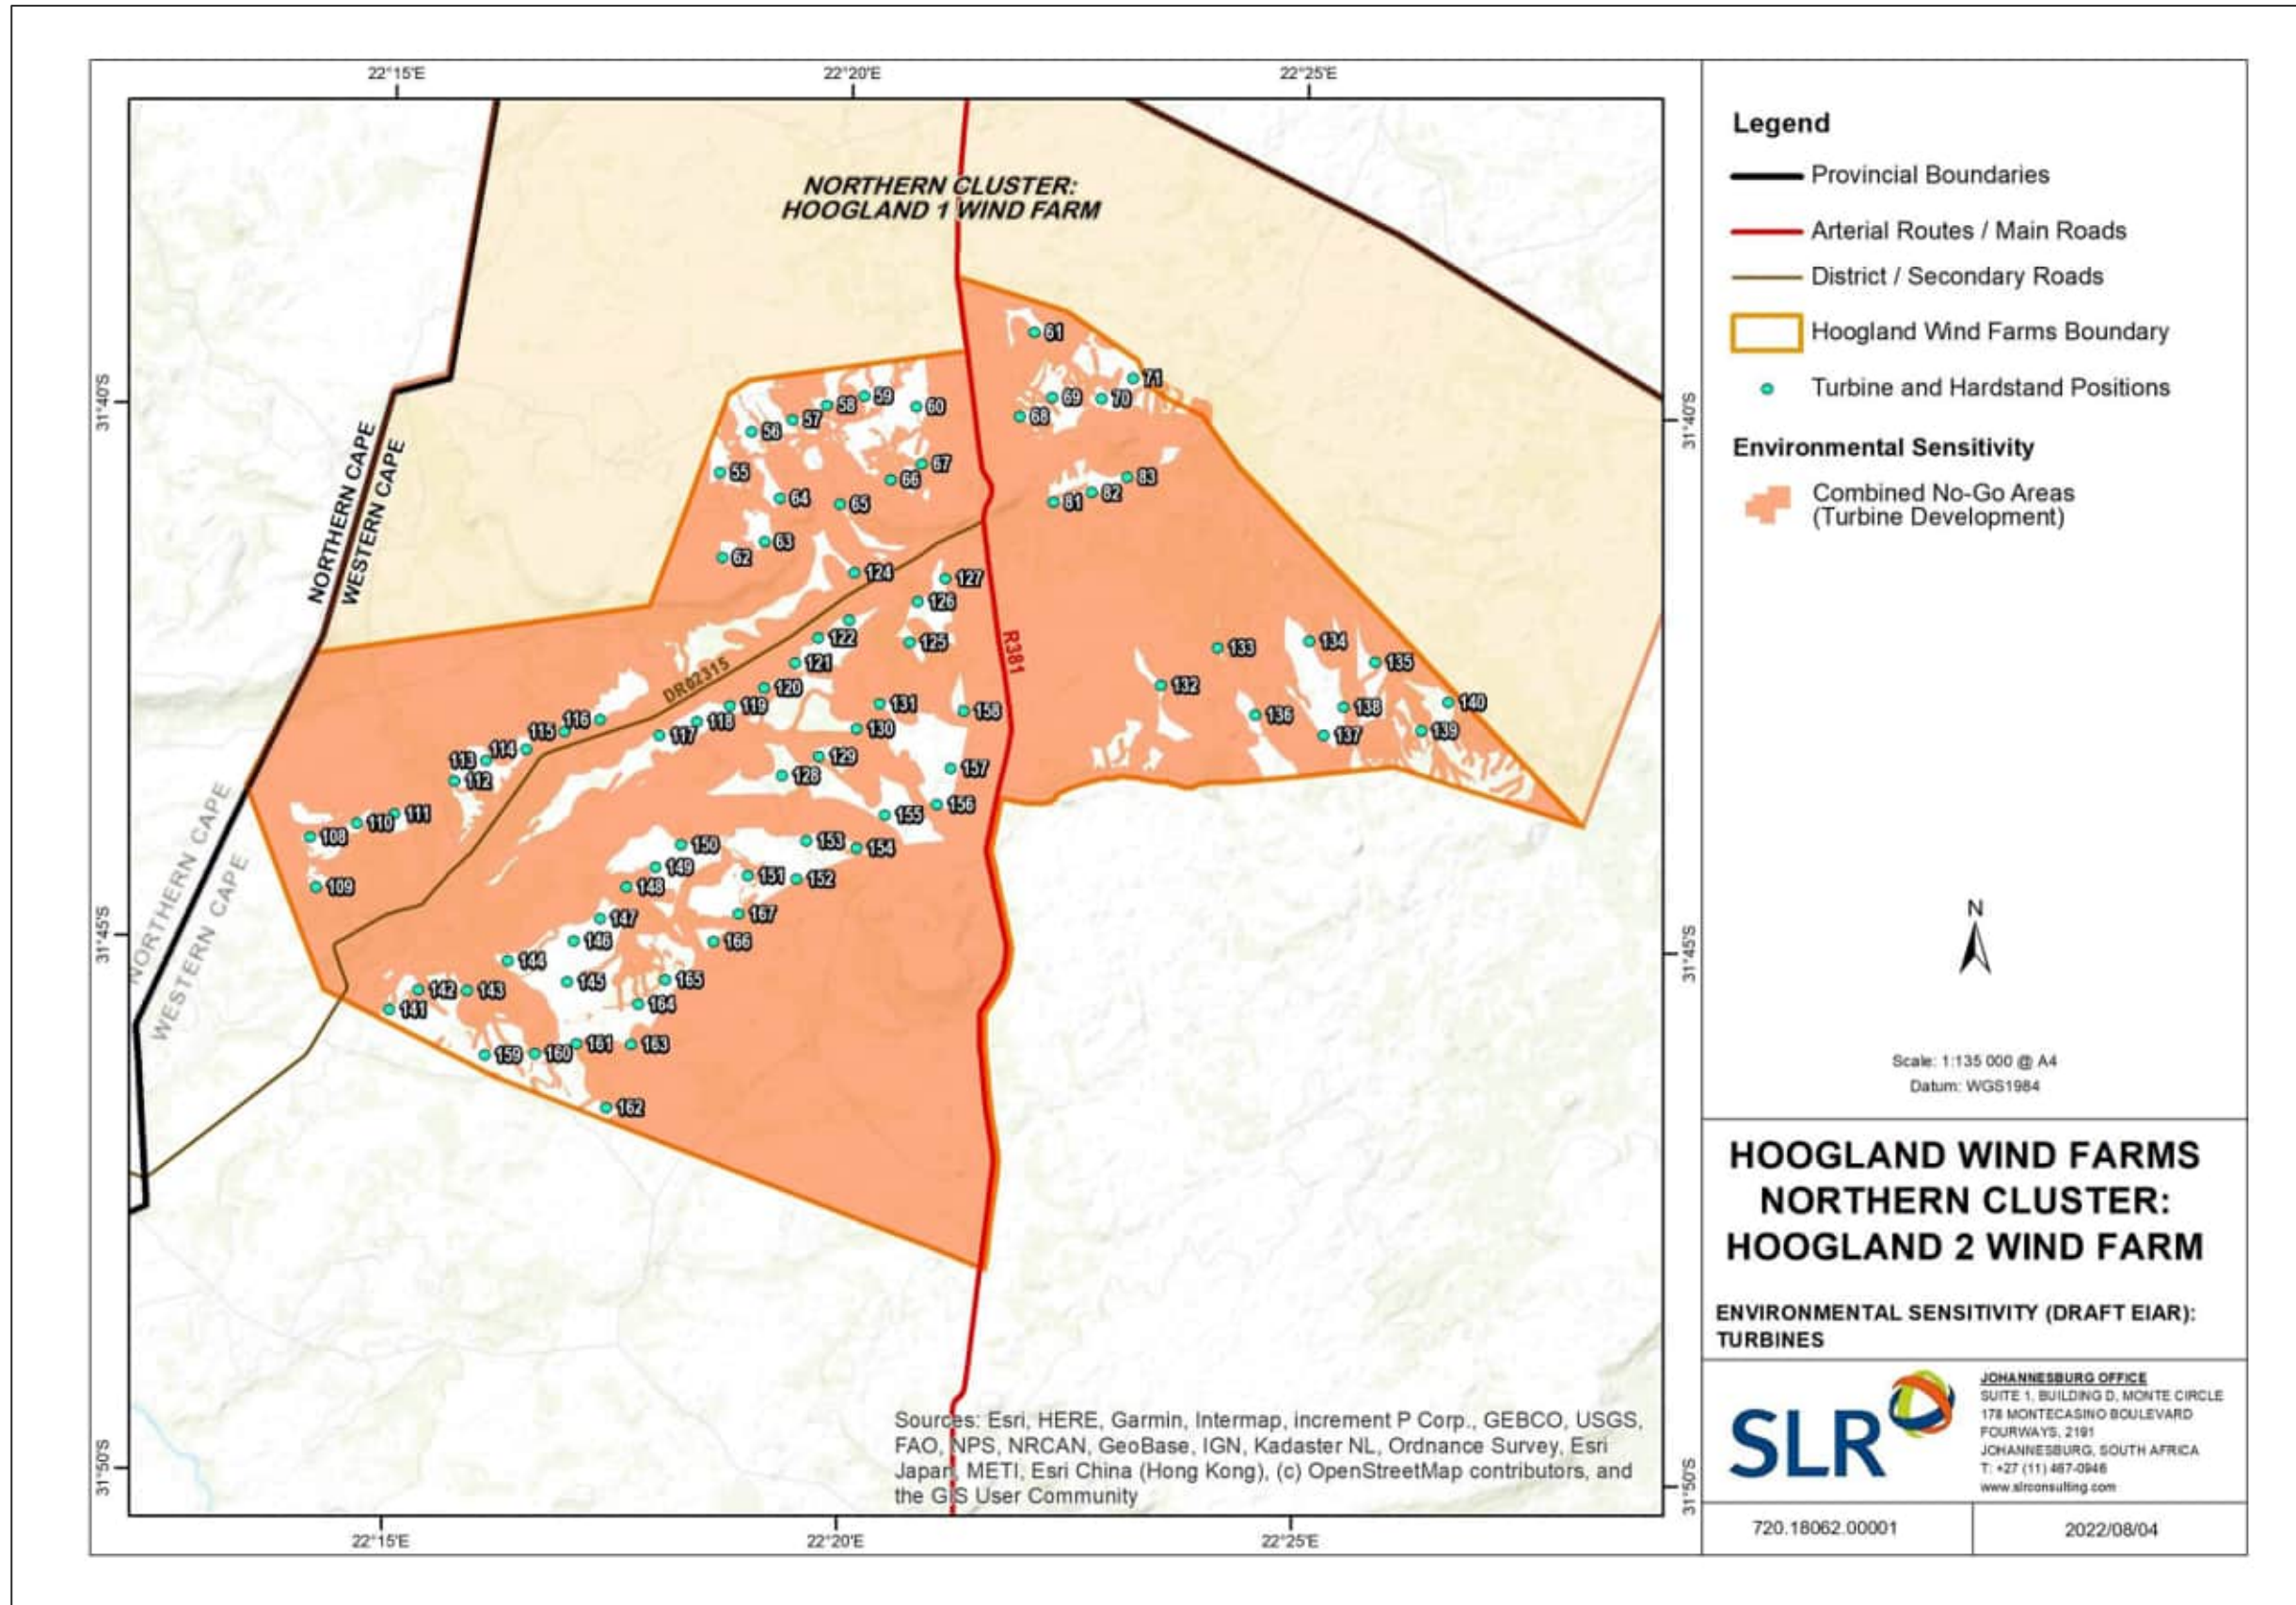 22°15'E
22°20'E
22°25'E
NORTHERN CLUSTER:
HOOGLAND 1 WIND FARM
31°40'S
31°40'S
NORTHERN CAPE
WESTERN CAPE
61
71
69
70
68
59
58
60
57
56
67
55
66
83
82
81
64
65
63
62
124
127
126
122
125
R381
121
DR02315
133
134
135
120
132
119
131
158
136
138
140
116
118
115
117
130
137
139
114
113
129
112
128
157
NORTHERN CAPE
WESTERN CAPE
111
110
108
156
155
150
153
154
149
151
152
109
148
147
167
31°45'S
31°45'S
146
166
144
145
165
142
143
141
164
161
163
159
160
162
31°50'S
31°50'S
Sources: Esri, HERE, Garmin, Intermap, increment P Corp., GEBCO, USGS,
FAO, NPS, NRCAN, GeoBase, IGN, Kadaster NL, Ordnance Survey, Esri
Japan, METI, Esri China (Hong Kong), (c) OpenStreetMap contributors, and
the GIS User Community
22°15'E
22°20'E
22°25'E
Legend
Provincial Boundaries
Arterial Routes / Main Roads
District / Secondary Roads
Hoogland Wind Farms Boundary
Turbine and Hardstand Positions
Environmental Sensitivity
Combined No-Go Areas
(Turbine Development)
N
Scale: 1:135 000 @ A4
Datum: WGS1984
HOOGLAND WIND FARMS
NORTHERN CLUSTER:
HOOGLAND 2 WIND FARM
ENVIRONMENTAL SENSITIVITY (DRAFT EIAR):
TURBINES
SLR
JOHANNESBURG OFFICE
SUITE 1, BUILDING D, MONTE CIRCLE
178 MONTECASINO BOULEVARD
FOURWAYS, 2191
JOHANNESBURG, SOUTH AFRICA
T: +27 (11) 467-0946
www.slrconsulting.com
720.18062.00001
2022/08/04